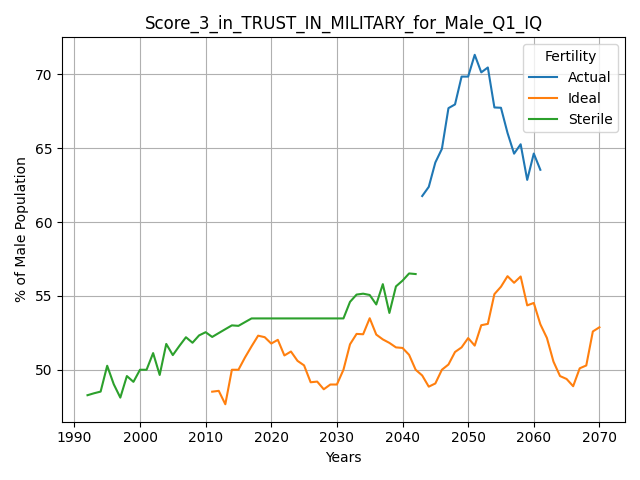 Score_3_in_TRUST_IN_MILITARY_for_Male_Q1_IQ
Fertility
Actual
Ideal
Sterile
% of Male Population
70
65
60
55
50
1990 2000 2010 2020 2030 2040 2050 2060 2070
Years